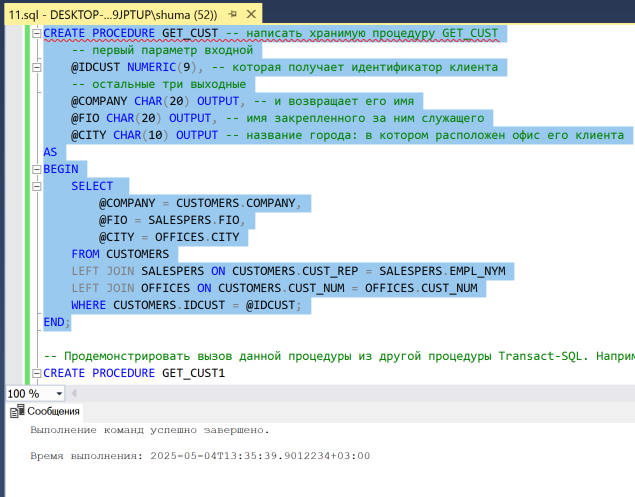 11.sql - DESKTOP-...9JPTUP\shuma (52))
CREATE PROCEDURE GET_CUST -- написать хранимую процедуру GET_CUST
-- первый параметр входной
@IDCUST NUMERIC(9), -- которая получает идентификатор клиента
-- остальные три выходные
@COMPANY CHAR(20) OUTPUT, -- и возвращает его имя
@FIO CHAR(20) OUTPUT, -- имя закрепленного за ним служащего
@CITY CHAR(10) OUTPUT -- название города: в котором расположен офис его клиента
AS
BEGIN
SELECT
@COMPANY = CUSTOMERS.COMPANY,
@FIO = SALESPERS.FIO,
@CITY = OFFICES.CITY
FROM CUSTOMERS
LEFT JOIN SALESPERS ON CUSTOMERS.CUST_REP = SALESPERS.EMPL_NYM
LEFT JOIN OFFICES ON CUSTOMERS.CUST_NUM = OFFICES.CUST_NUM
WHERE CUSTOMERS.IDCUST = @IDCUST;
END;
-- Продемонстрировать вызов данной процедуры из другой процедуры Transact-SQL. Наприм
CREATE PROCEDURE GET_CUST1
100 %
Сообщения
Выполнение команд успешно завершено.
Время выполнения: 2025-05-04T13:35:39.9012234+03:00